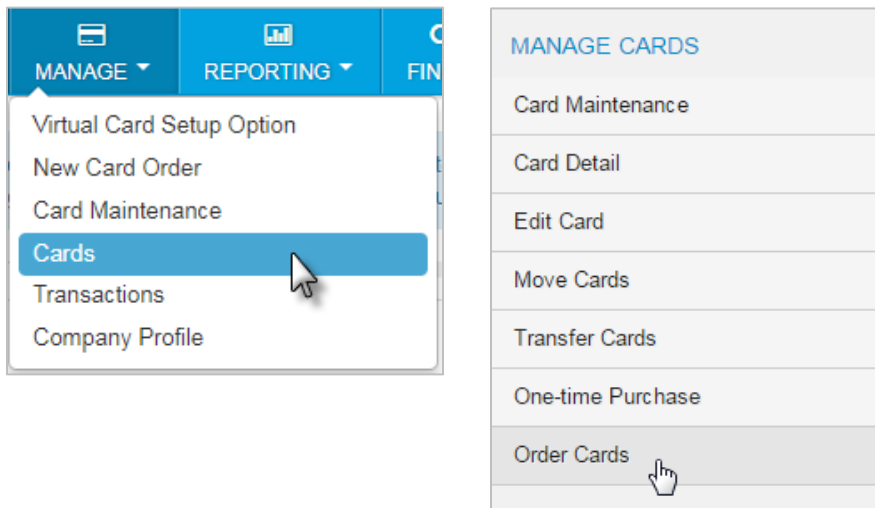 MANAGE REPORTING FIN
Virtual Card Setup Option
New Card Order
Card Maintenance
Cards
Transactions
Company Profile
MANAGE CARDS
Card Maintenance
Card Detail
Edit Card
Move Cards
Transfer Cards
One-time Purchase
Order Cards